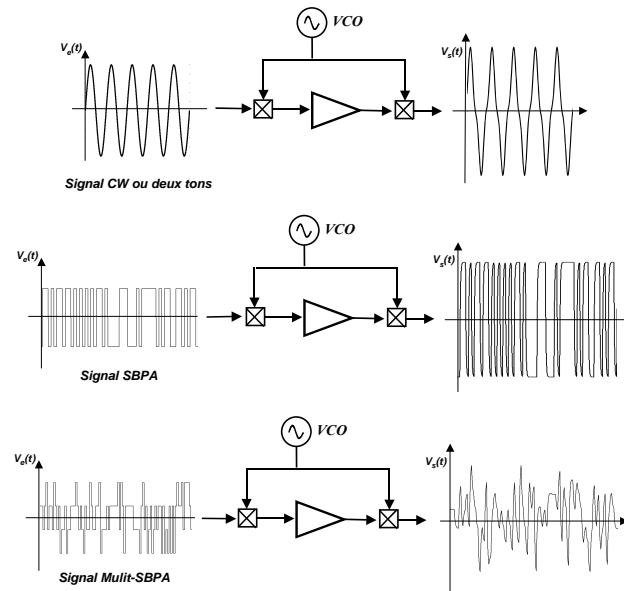 VCO
Ve(t)
Vs(t)
Signal CW ou deux tons
VCO
Ve(t)
Vs(t)
Signal SBPA
VCO
Ve(t)
Vs(t)
Signal Mulit-SBPA